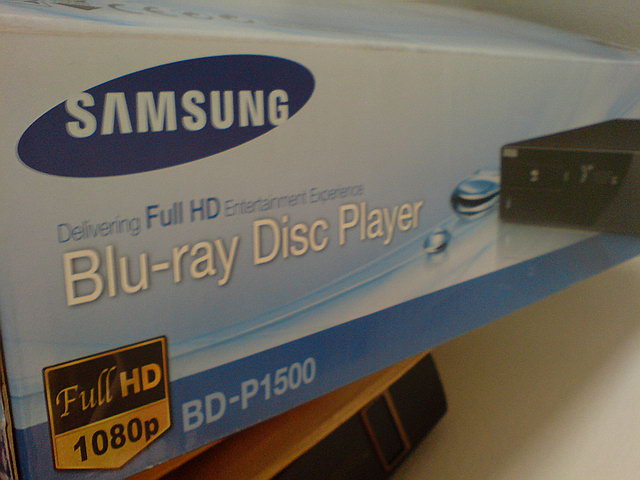 SAMSUNG
Delivering Full HD Entertainment Experience
Blu-ray Disc Player
Full HD
1080p
BD-P1500